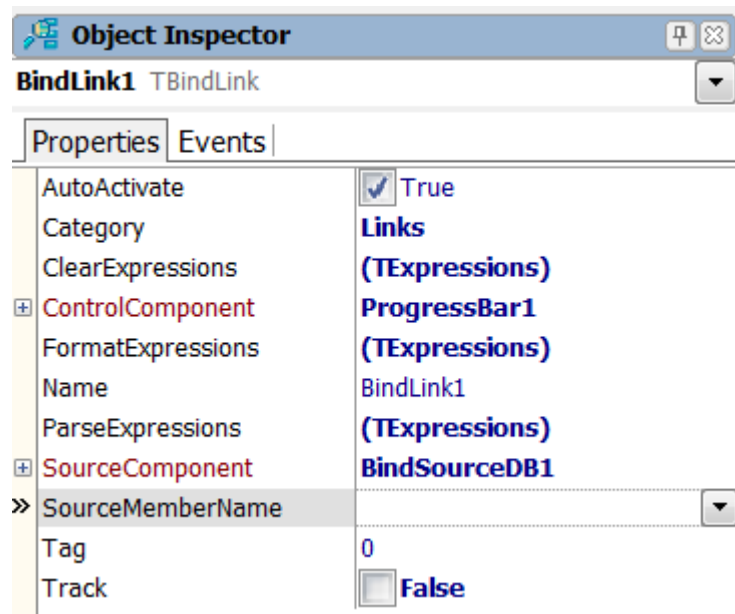 Object Inspector
BindLink1 TBindLink
Properties Events
AutoActivate True
Category Links
ClearExpressions (TExpressions)
ControlComponent ProgressBar1
FormatExpressions (TExpressions)
Name BindLink1
ParseExpressions (TExpressions)
SourceComponent BindSourceDB1
» SourceMemberName
Tag 0
Track False